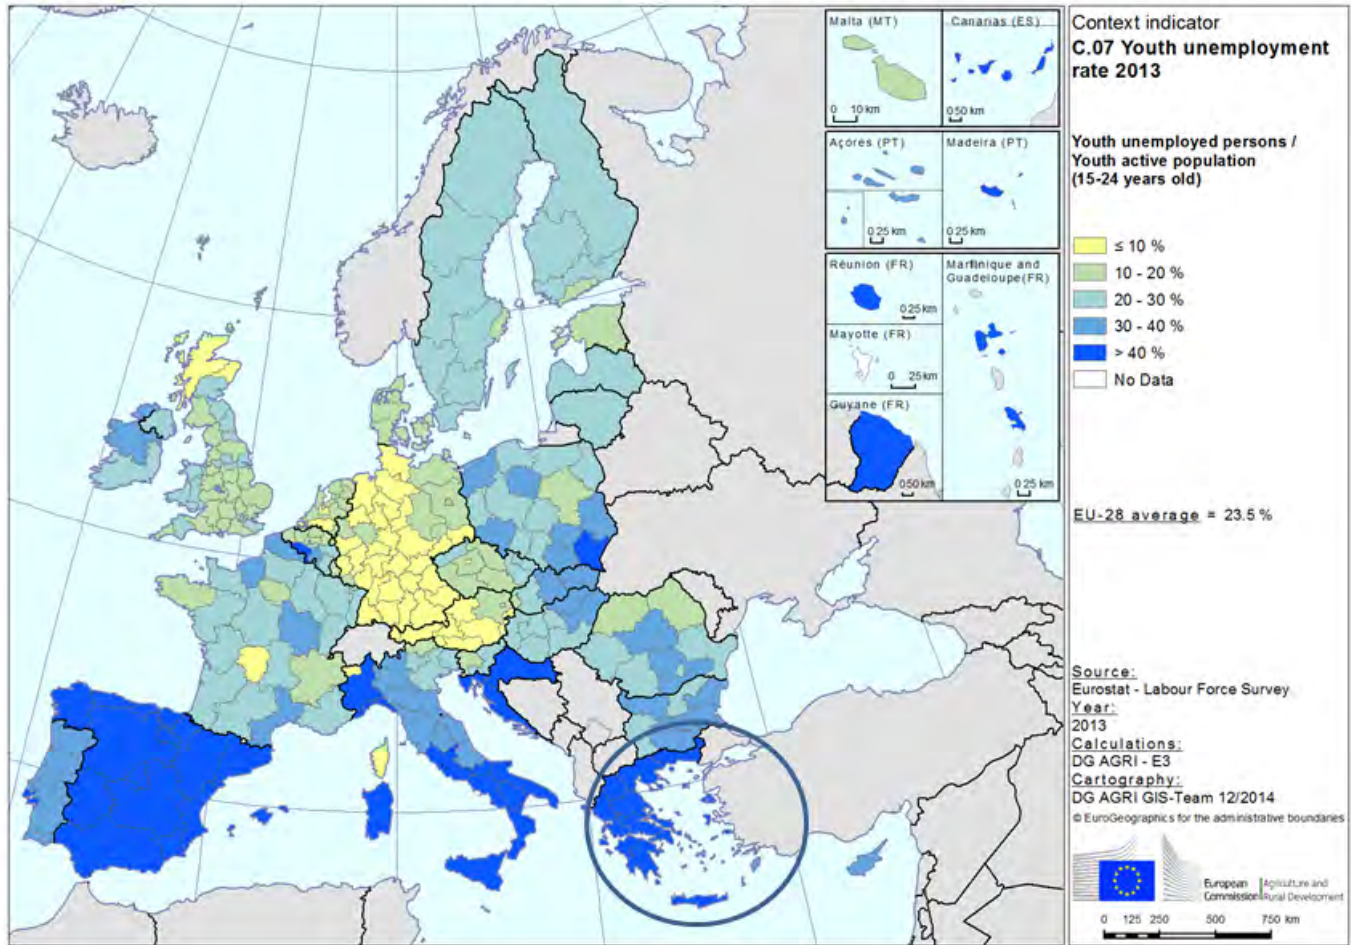 Malta (MT)
0 10 km
Canarias (ES)
0 50 km
Açores (PT)
0 25 km
Madeira (PT)
0 25 km
Réunion (FR)
0 25 km
Mayotte (FR)
0 25 km
Guyane (FR)
0 50 km
Martinique and
Guadeloupe (FR)
0 25 km
Context indicator
C.07 Youth unemployment
rate 2013
Youth unemployed persons /
Youth active population
(15-24 years old)
≤ 10 %
10 - 20 %
20 - 30 %
30 - 40 %
> 40 %
No Data
EU-28 average = 23.5 %
Source:
Eurostat - Labour Force Survey
Year:
2013
Calculations:
DG AGRI - E3
Cartography:
DG AGRI GIS-Team 12/2014
© EuroGeographics for the administrative boundaries
European
Commission
Agriculture and
Rural Development
0 125 250 500 750 km